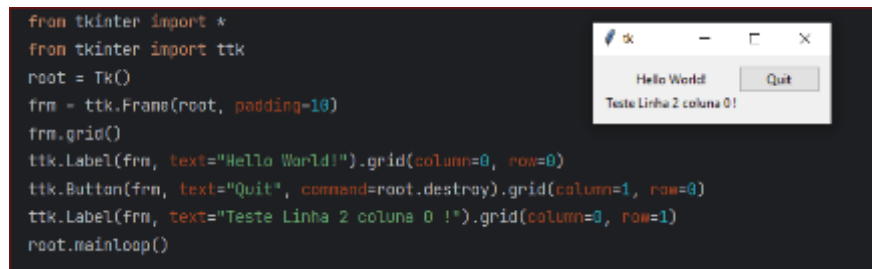 from tkinter import *
from tkinter import ttk
root = Tk()
frm = ttk.Frame(root, padding=10)
frm.grid()
ttk.Label(frm, text="Hello World!").grid(column=0, row=0)
ttk.Button(frm, text="Quit", command=root.destroy).grid(column=1, row=0)
ttk.Label(frm, text="Teste Linha 2 coluna 0 !").grid(column=0, row=1)
root.mainloop()
tk
Hello World!
Quit
Teste Linha 2 coluna 0 !